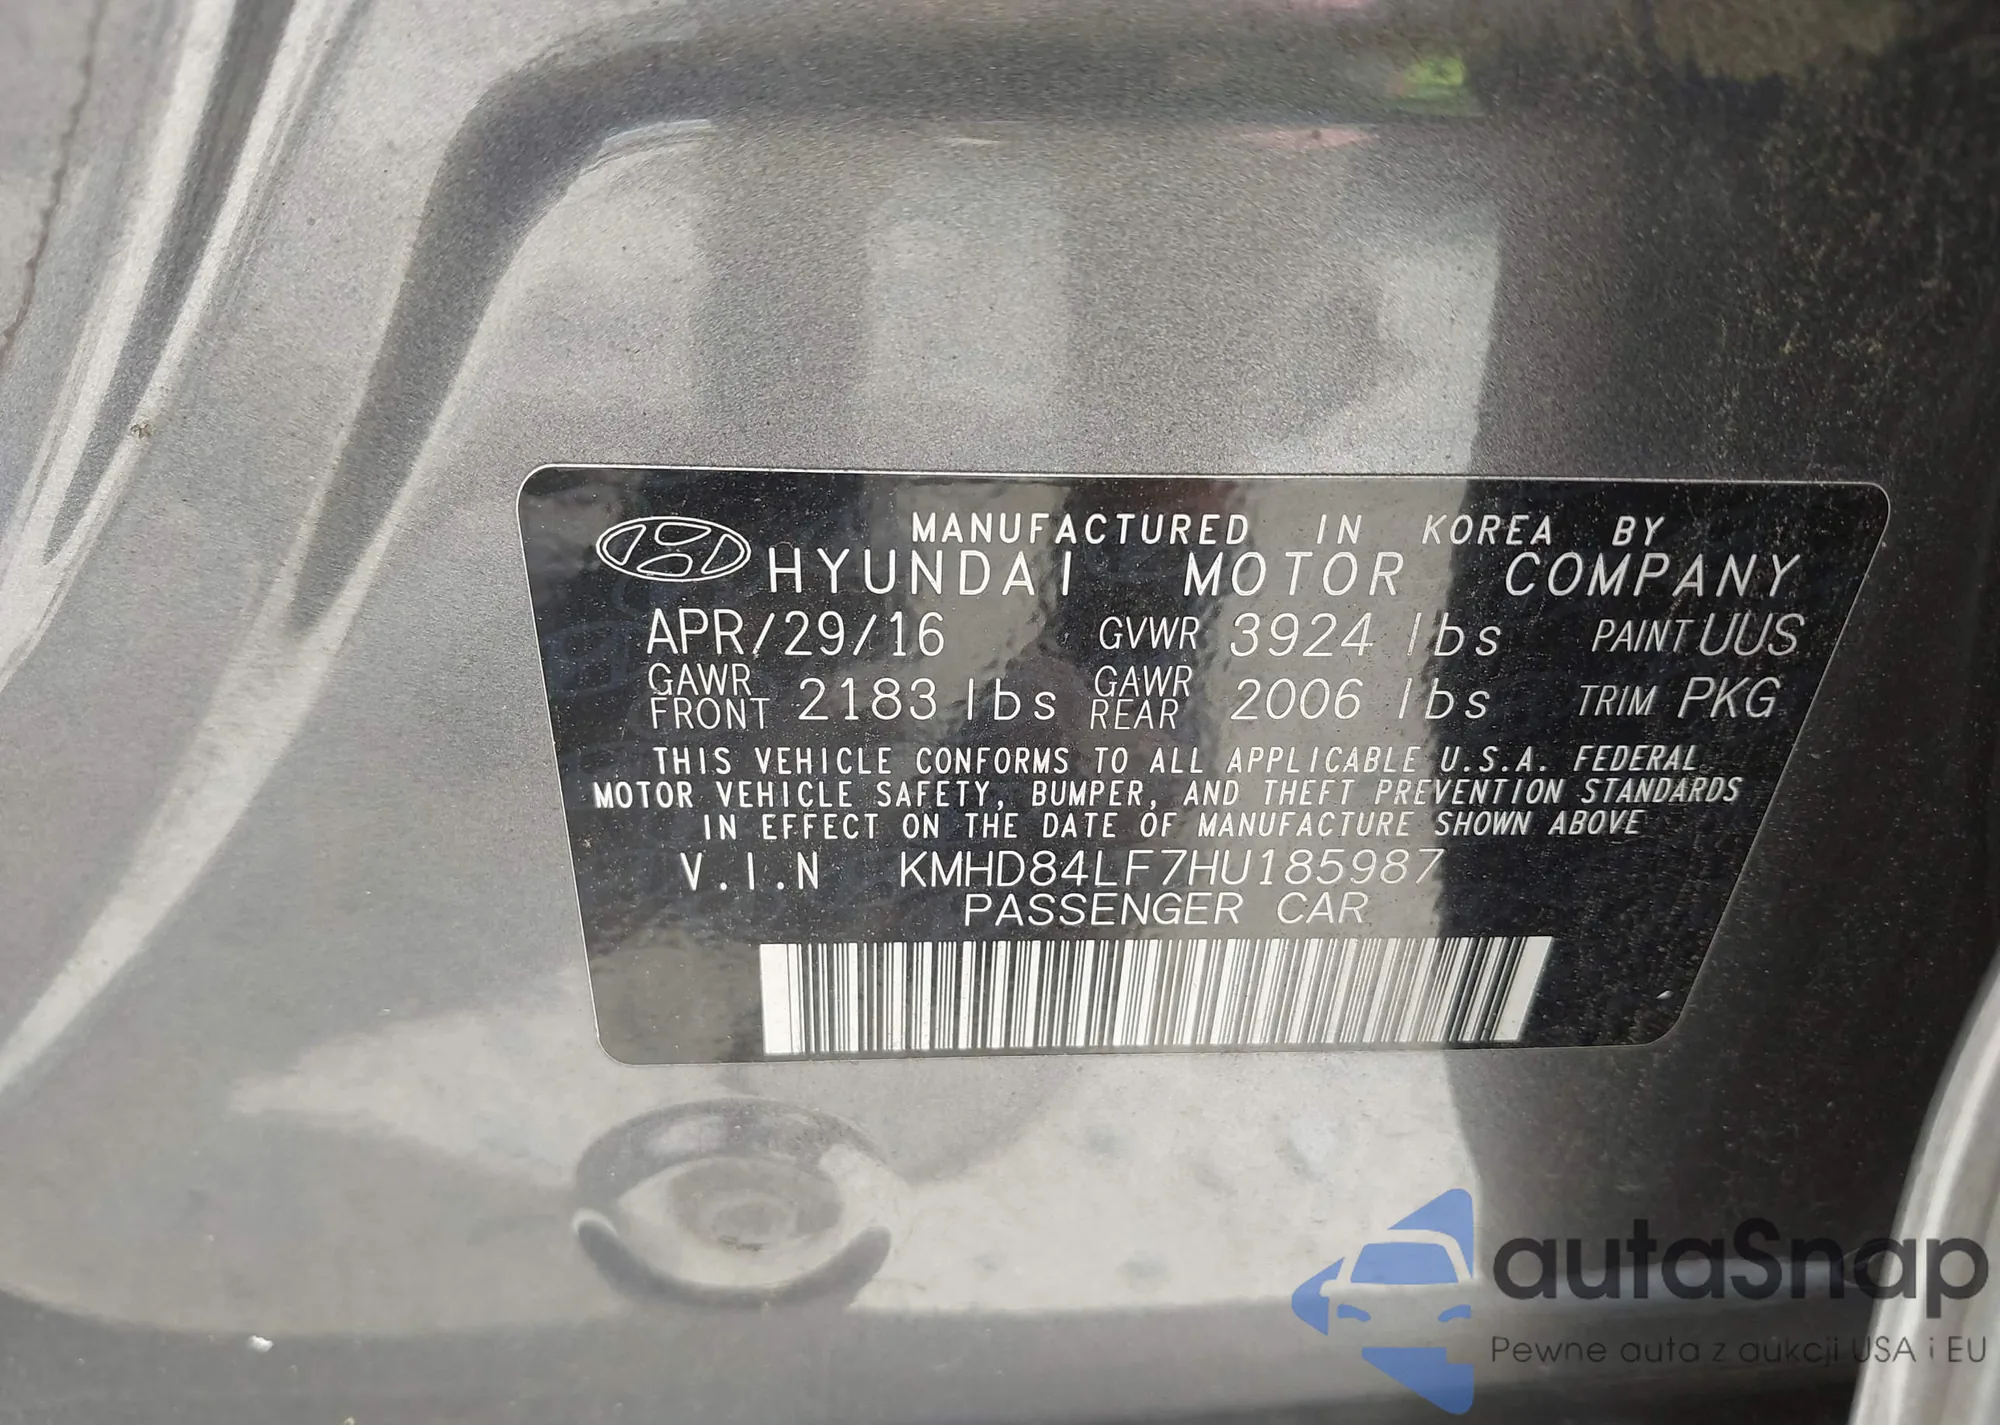 MANUFACTURED IN KOREA BY
HYUNDAI MOTOR COMPANY
APR/29/16 GVWR 3924 lbs PAINT UUS
GAWR FRONT 2183 lbs GAWR REAR 2006 lbs TRIM PKG
THIS VEHICLE CONFORMS TO ALL APPLICABLE U.S.A. FEDERAL
MOTOR VEHICLE SAFETY, BUMPER, AND THEFT PREVENTION STANDARDS
IN EFFECT ON THE DATE OF MANUFACTURE SHOWN ABOVE
V.I.N KMHD84LF7HU185987
PASSENGER CAR
autaSnap
Pewne auta z aukcji USA i EU